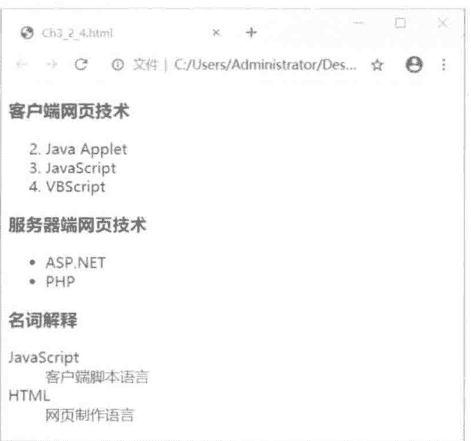 Ch3_2_4.html
文件 | C:/Users/Administrator/Des...
客户端网页技术
2. Java Applet
3. JavaScript
4. VBScript
服务器端网页技术
• ASP.NET
• PHP
名词解释
JavaScript
客户端脚本语言
HTML
网页制作语言